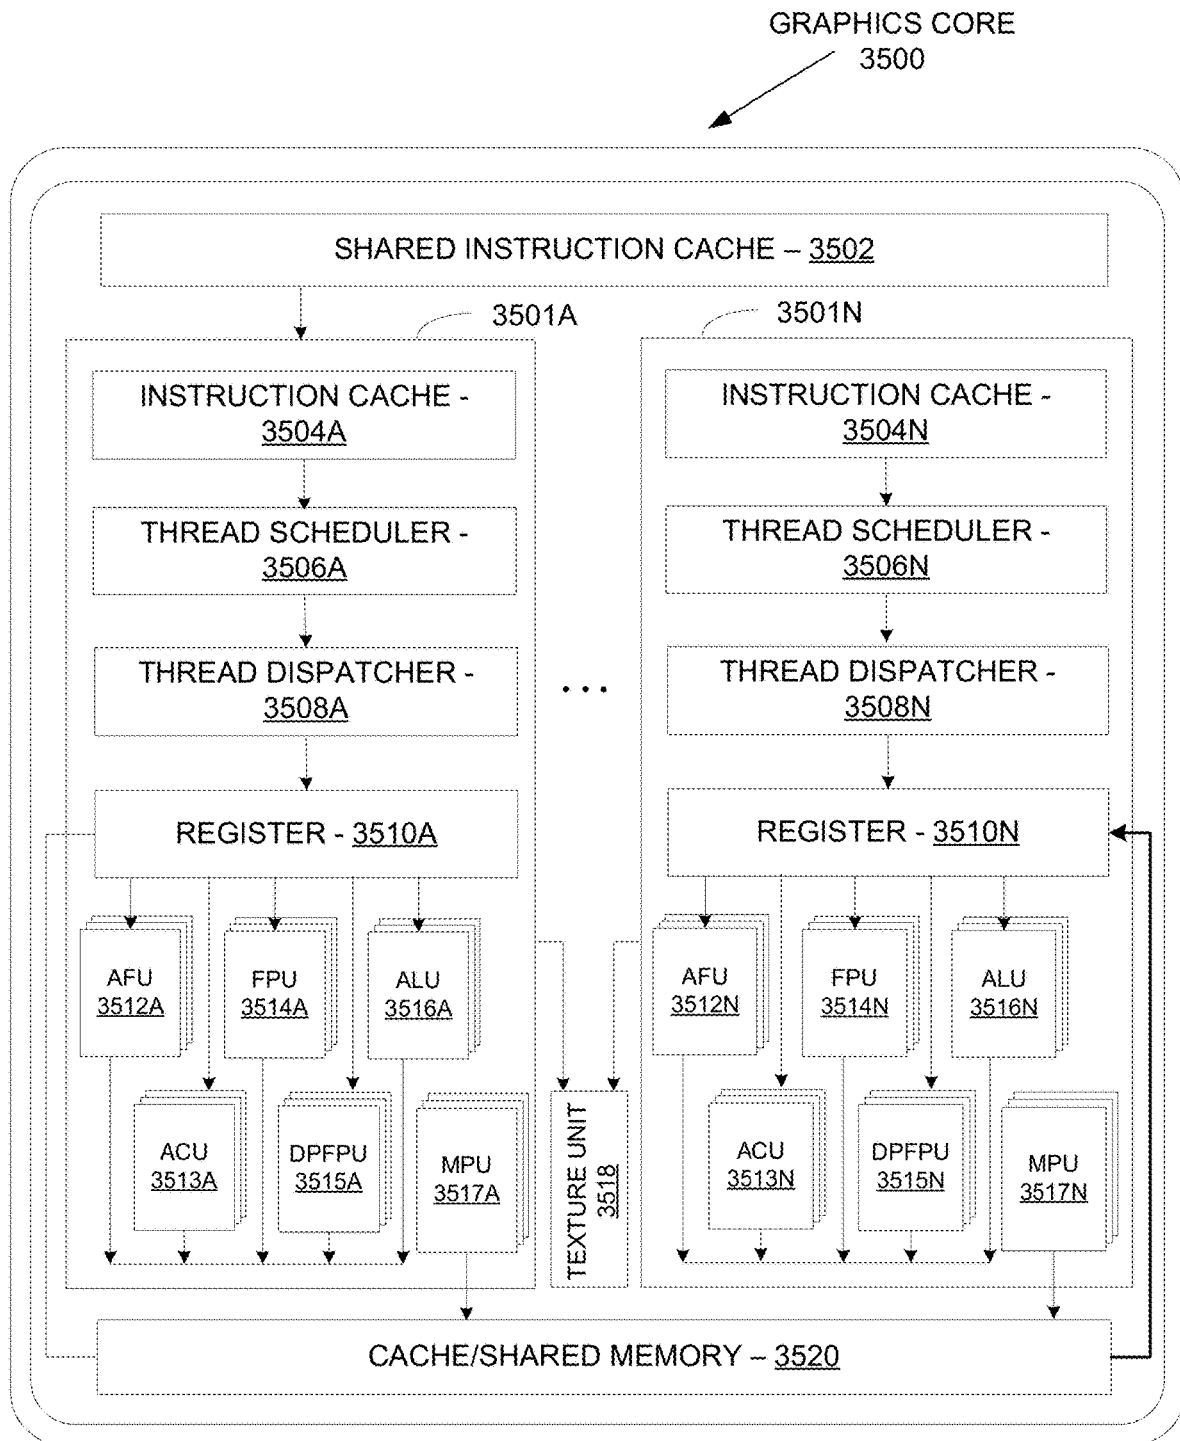 GRAPHICS CORE
3500
SHARED INSTRUCTION CACHE – 3502
3501A
3501N
INSTRUCTION CACHE -
3504A
THREAD SCHEDULER -
3506A
THREAD DISPATCHER -
3508A
REGISTER - 3510A
AFU
3512A
FPU
3514A
ALU
3516A
ACU
3513A
DPFPU
3515A
MPU
3517A
...
TEXTURE UNIT
3518
INSTRUCTION CACHE -
3504N
THREAD SCHEDULER -
3506N
THREAD DISPATCHER -
3508N
REGISTER - 3510N
AFU
3512N
FPU
3514N
ALU
3516N
ACU
3513N
DPFPU
3515N
MPU
3517N
CACHE/SHARED MEMORY – 3520